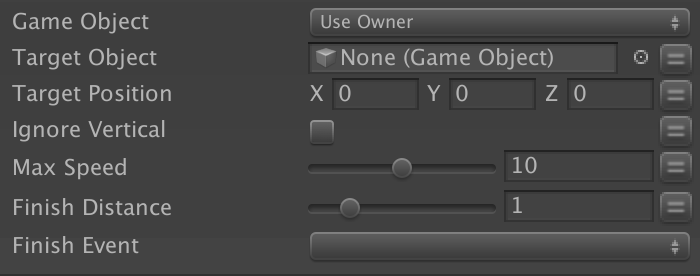 Game Object Use Owner
Target Object None (Game Object)
Target Position X 0 Y 0 Z 0
Ignore Vertical
Max Speed 10
Finish Distance 1
Finish Event